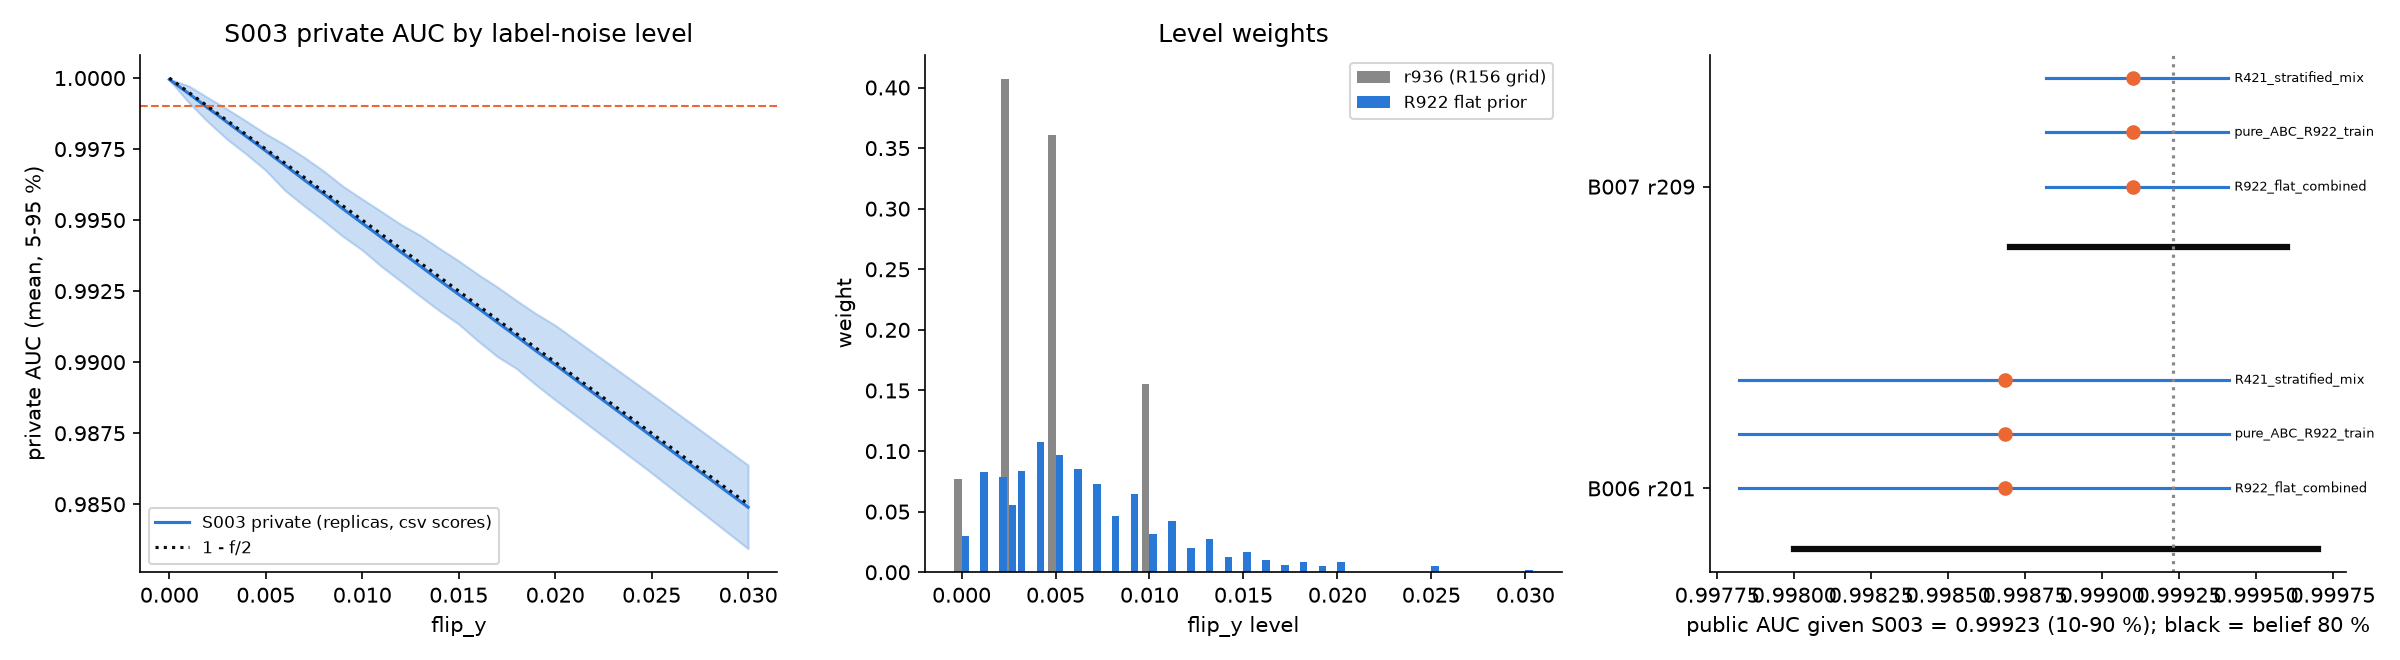 S003 private AUC by label-noise level
private AUC (mean, 5-95 %)
1.0000
0.9975
0.9950
0.9925
0.9900
0.9875
0.9850
S003 private (replicas, csv scores)
1 - f/2
0.000 0.005 0.010 0.015 0.020 0.025 0.030
flip_y
Level weights
weight
0.40
0.35
0.30
0.25
0.20
0.15
0.10
0.05
0.00
r936 (R156 grid)
R922 flat prior
0.000 0.005 0.010 0.015 0.020 0.025 0.030
flip_y level
R421_stratified_mix
pure_ABC_R922_train
B007 r209
R922_flat_combined
R421_stratified_mix
pure_ABC_R922_train
B006 r201
R922_flat_combined
0.99775 0.99800 0.99825 0.99850 0.99875 0.99900 0.99925 0.99950 0.99975
public AUC given S003 = 0.99923 (10-90 %); black = belief 80 %